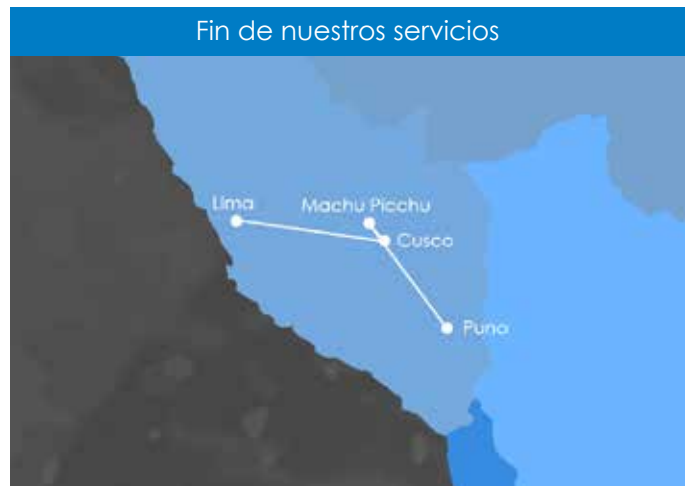 Fin de nuestros servicios
Lima
Machu Picchu
Cusco
Puno